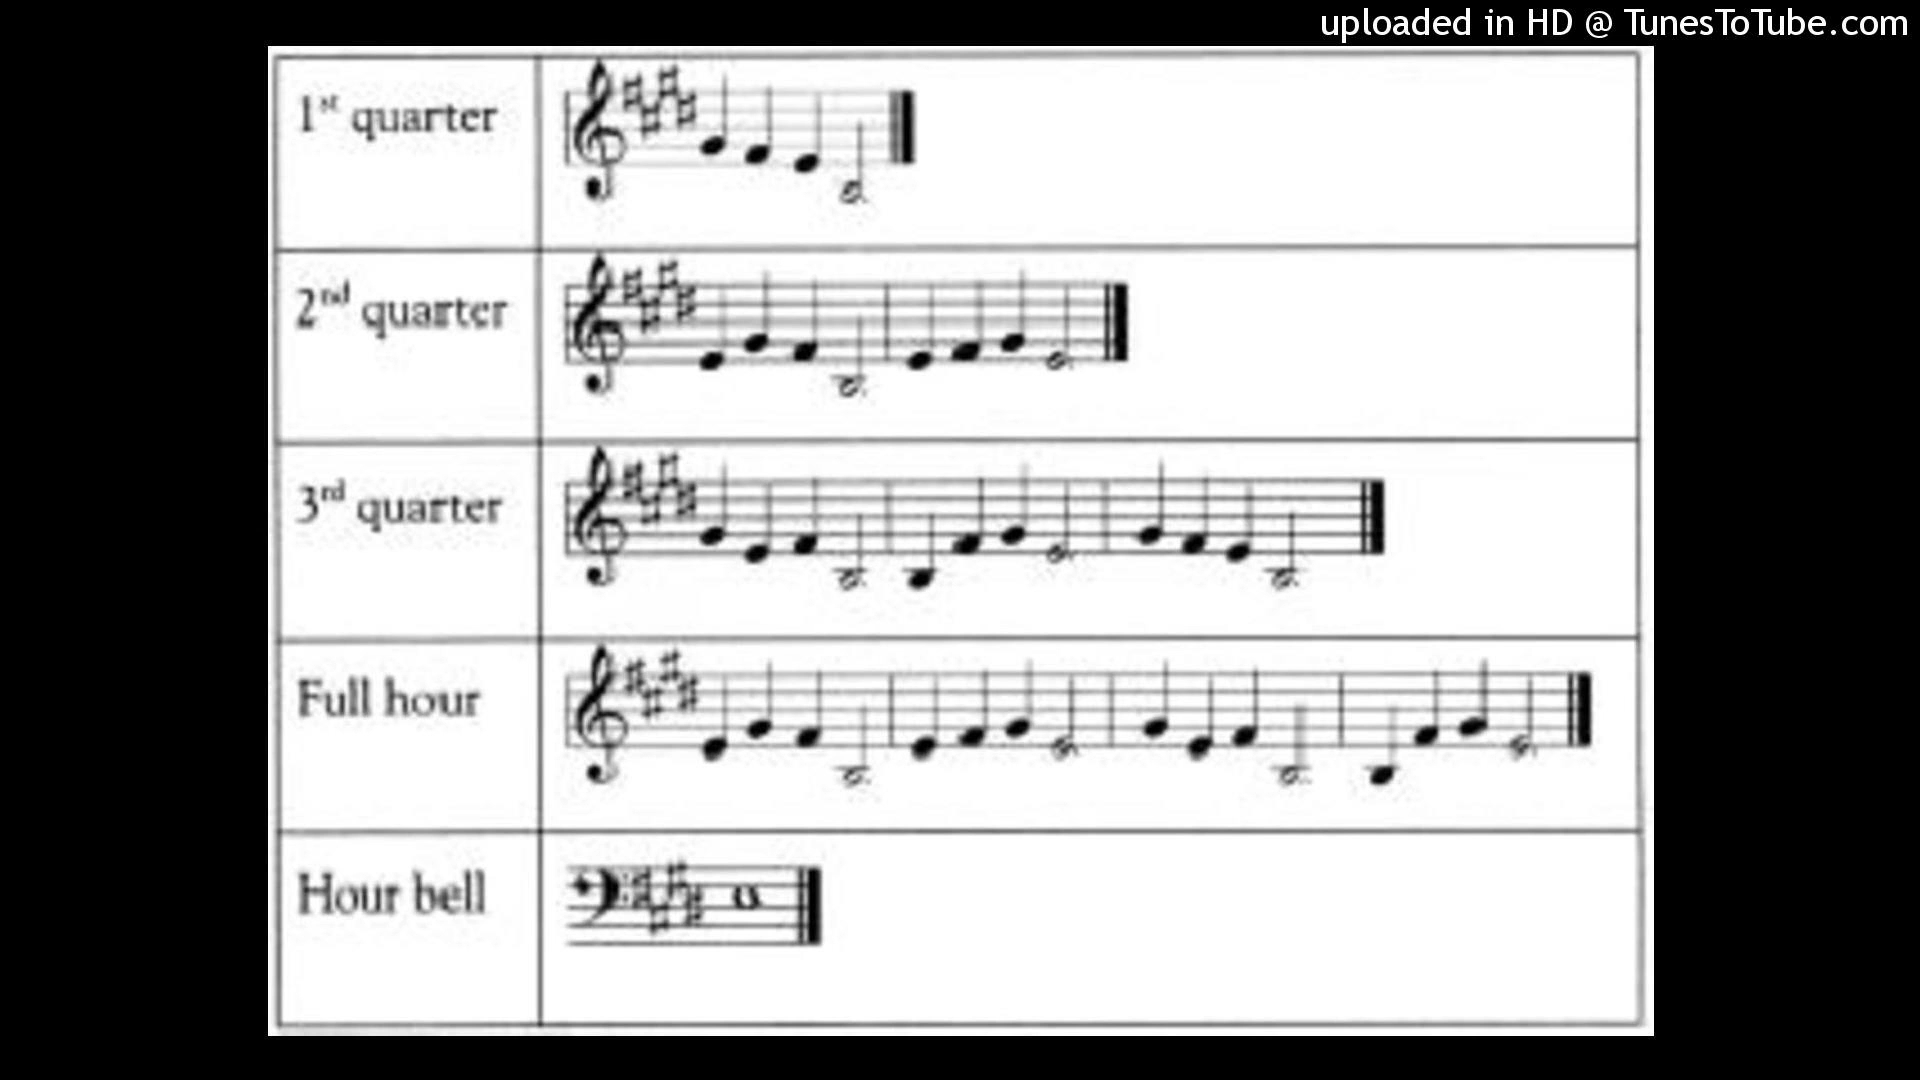 uploaded in HD @ TunesToTube.com
1st quarter
2nd quarter
3rd quarter
Full hour
Hour bell